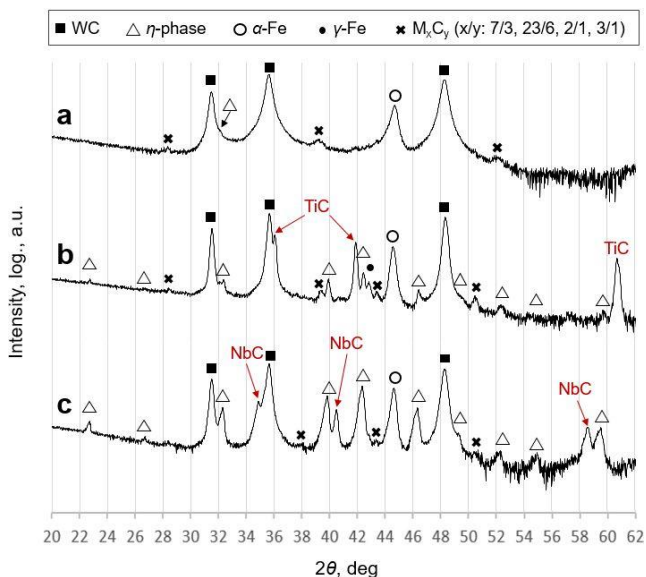 WC η-phase α-Fe γ-Fe MxCy (x/y: 7/3, 23/6, 2/1, 3/1)
a
TiC
b
TiC
NbC
NbC
c
NbC
Intensity, log., a.u.
20 22 24 26 28 30 32 34 36 38 40 42 44 46 48 50 52 54 56 58 60 62
2θ, deg